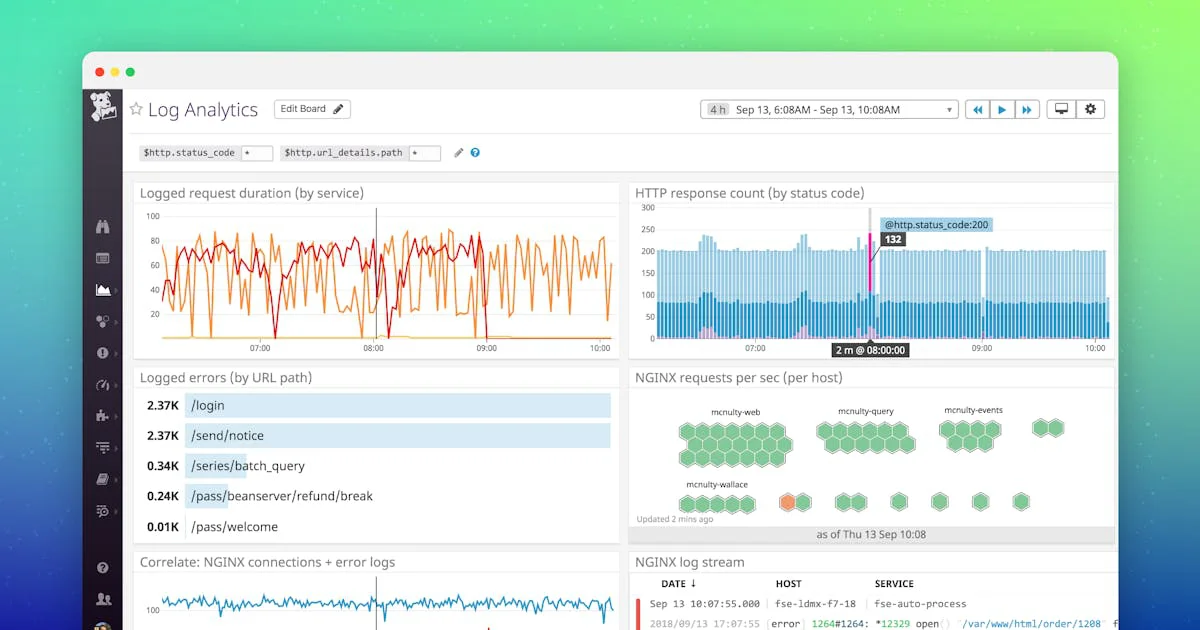 Log Analytics
Edit Board
4 h Sep 13, 6:08AM - Sep 13, 10:08AM
$http.status_code *
$http.url_details.path *
Logged request duration (by service)
100
80
60
40
20
07:00
08:00
09:00
10:00
HTTP response count (by status code)
300
250
200
150
100
50
0
@http.status_code:200
132
07:00
2 m @ 08:00:00
09:00
10:00
Logged errors (by URL path)
2.37K /login
2.37K /send/notice
0.34K /series/batch_query
0.24K /pass/beanserver/refund/break
0.01K /pass/welcome
NGINX requests per sec (per host)
mcnulty-web
mcnulty-query
mcnulty-events
mcnulty-wallace
Updated 2 mins ago
as of Thu 13 Sep 10:08
Correlate: NGINX connections + error logs
100
NGINX log stream
DATE ↓ HOST SERVICE
Sep 13 10:07:55.000 fse-ldmx-f7-18 fse-auto-process
2018/09/13 17:07:55 [error] 1264#1264: *12329 open() "/var/www/html/order/1208" f